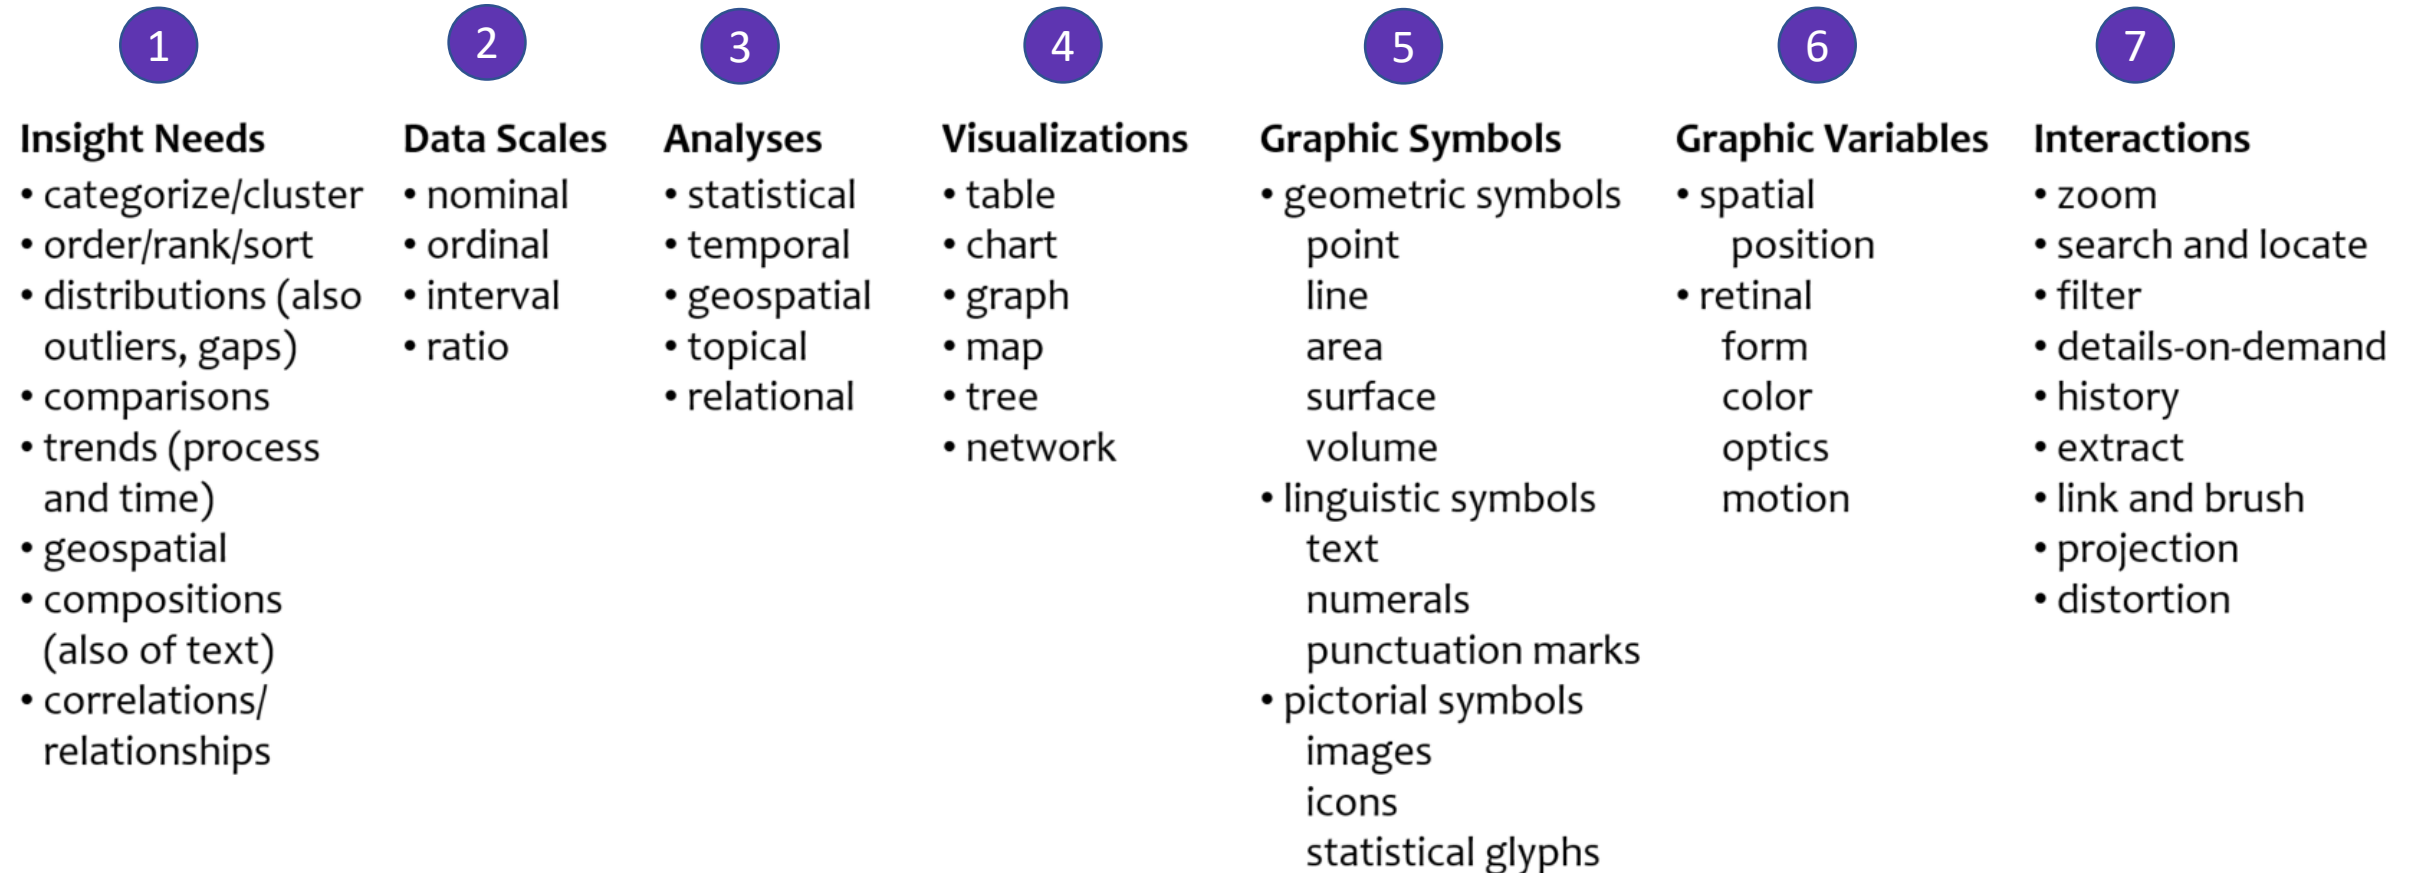 1
2
3
4
5
6
7
Insight Needs
• categorize/cluster
• order/rank/sort
• distributions (also
outliers, gaps)
• comparisons
• trends (process
and time)
• geospatial
• compositions
(also of text)
• correlations/
relationships
Data Scales
• nominal
• ordinal
• interval
• ratio
Analyses
• statistical
• temporal
• geospatial
• topical
• relational
Visualizations
• table
• chart
• graph
• map
• tree
• network
Graphic Symbols
• geometric symbols
point
line
area
surface
volume
• linguistic symbols
text
numerals
punctuation marks
• pictorial symbols
images
icons
statistical glyphs
Graphic Variables
• spatial
position
• retinal
form
color
optics
motion
Interactions
• zoom
• search and locate
• filter
• details-on-demand
• history
• extract
• link and brush
• projection
• distortion